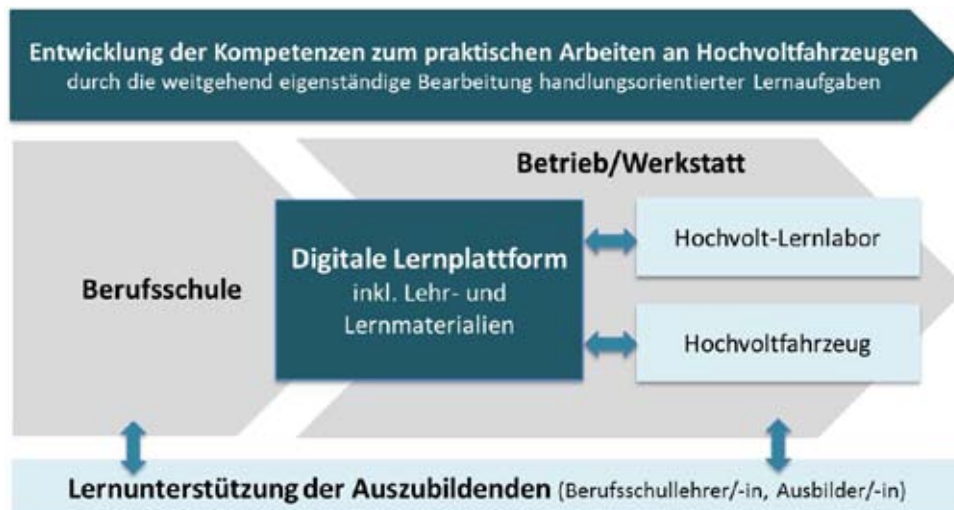 Entwicklung der Kompetenzen zum praktischen Arbeiten an Hochvoltfahrzeugen
durch die weitgehend eigenständige Bearbeitung handlungsorientierter Lernaufgaben
Betrieb/Werkstatt
Berufsschule
Digitale Lernplattform
inkl. Lehr- und
Lernmaterialien
Hochvolt-Lernlabor
Hochvoltfahrzeug
Lernunterstützung der Auszubildenden (Berufsschullehrer/-in, Ausbilder/-in)